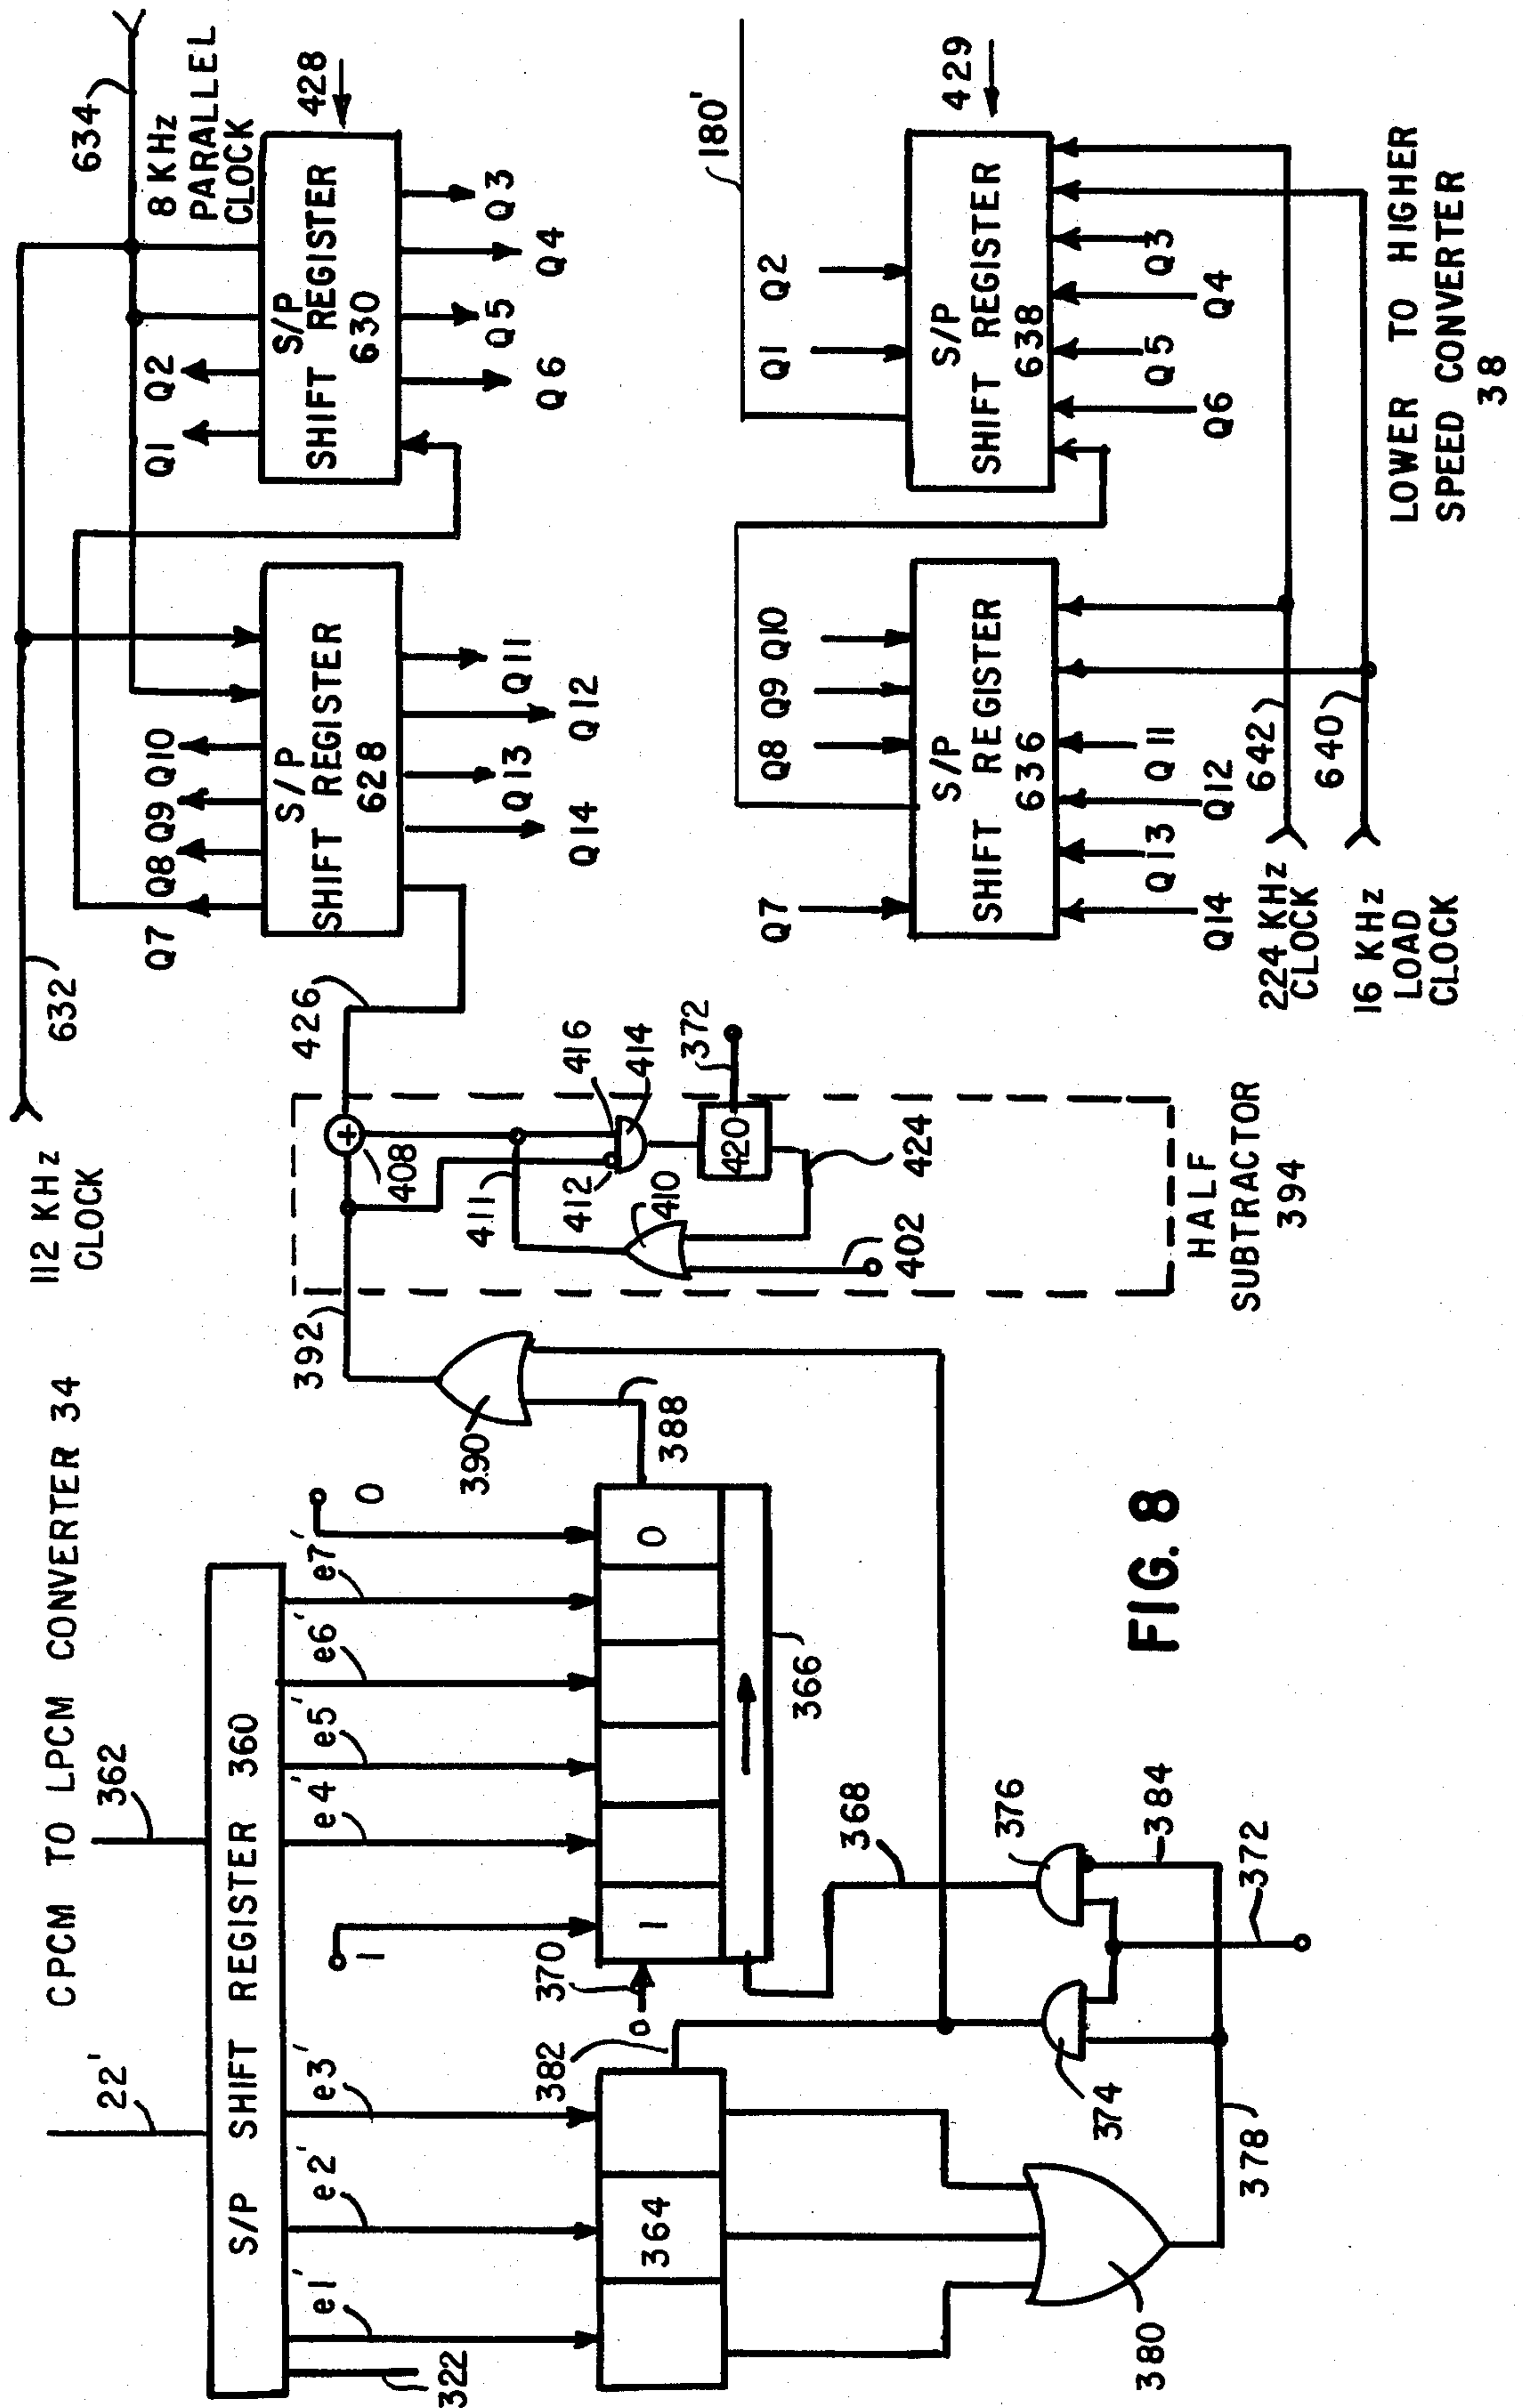 CPCM TO LPCM CONVERTER 34
22'
362
S/P SHIFT REGISTER 360
322
e1'
e2'
e3'
e4'
e5'
e6'
e7'
1
0
364
382
0
370
1
0
366
368
388
390
392
380
378
374
376
384
372
FIG. 8
112 KHz
CLOCK
632
634
8 KHz
PARALLEL
CLOCK
426
408
411
412
416
414
410
420
372
424
402
HALF
SUBTRACTOR
394
Q7
Q8
Q9
Q10
S/P
SHIFT REGISTER
628
Q14
Q13
Q12
Q11
Q1
Q2
S/P
SHIFT REGISTER
630
428
Q6
Q5
Q4
Q3
180'
Q7
Q8
Q9
Q10
S/P
SHIFT REGISTER
636
Q14
Q13
Q12
Q11
Q1
Q2
S/P
SHIFT REGISTER
638
429
Q6
Q5
Q4
Q3
224 KHz
CLOCK
642
16 KHz
LOAD
CLOCK
640
LOWER TO HIGHER
SPEED CONVERTER
38